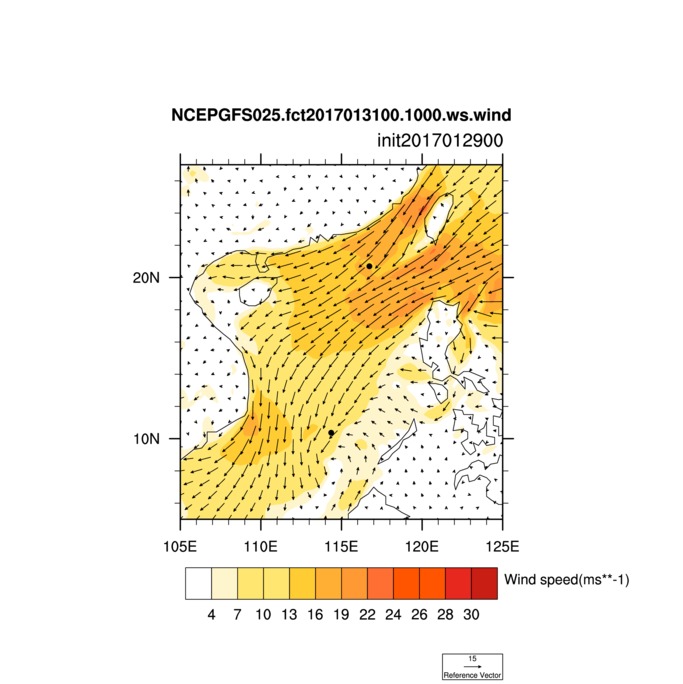 NCEPGFS025.fct2017013100.1000.ws.wind
init2017012900
20N
10N
105E 110E 115E 120E 125E
Wind speed(ms**-1)
4 7 10 13 16 19 22 24 26 28 30
15
Reference Vector